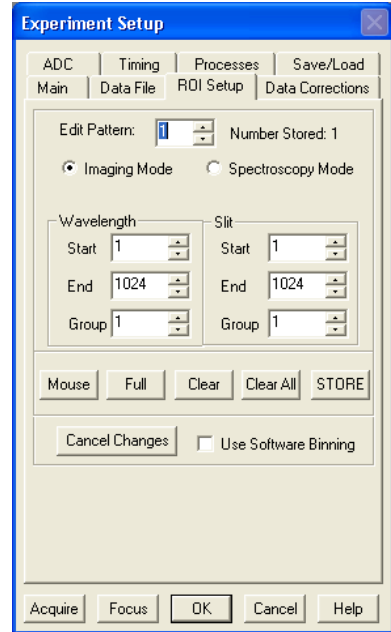 Experiment Setup
ADC Timing Processes Save/Load
Main Data File ROI Setup Data Corrections
Edit Pattern: 1 Number Stored: 1
Imaging Mode Spectroscopy Mode
Wavelength Slit
Start 1 Start 1
End 1024 End 1024
Group 1 Group 1
Mouse Full Clear Clear All STORE
Cancel Changes Use Software Binning
Acquire Focus OK Cancel Help